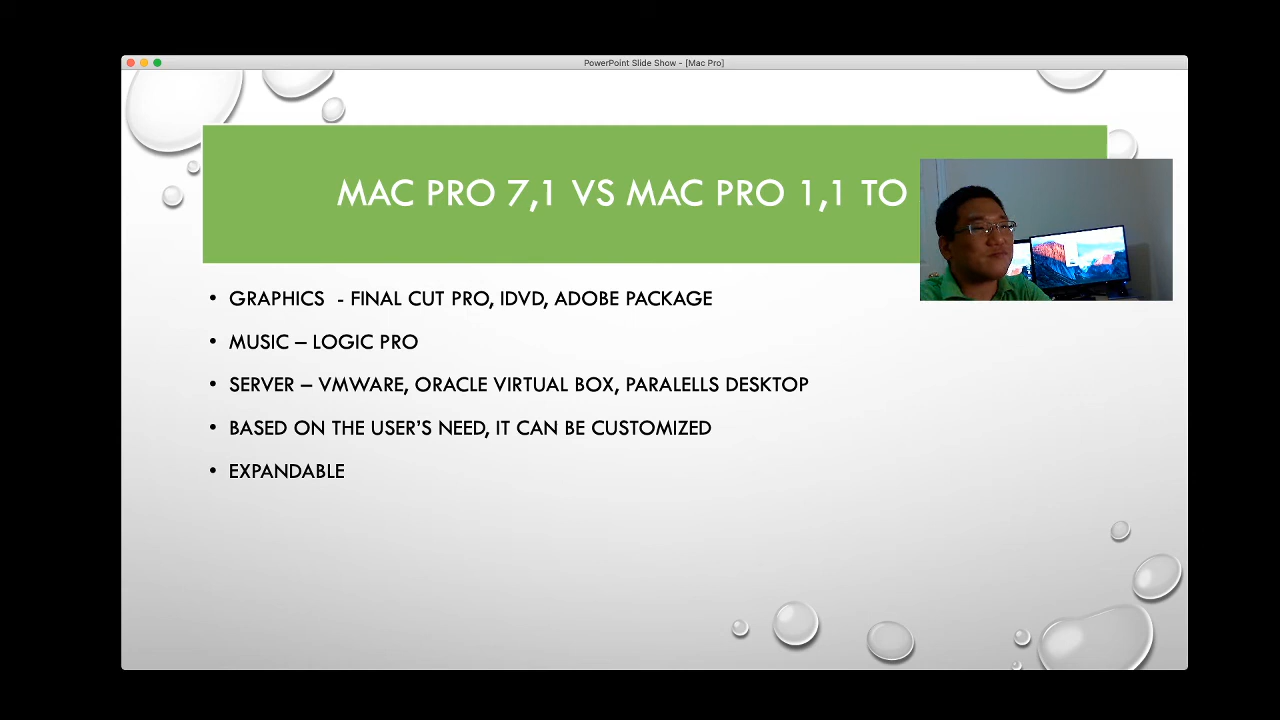 PowerPoint Slide Show - [Mac Pro]
MAC PRO 7,1 VS MAC PRO 1,1 TO
• GRAPHICS - FINAL CUT PRO, IDVD, ADOBE PACKAGE
• MUSIC – LOGIC PRO
• SERVER – VMWARE, ORACLE VIRTUAL BOX, PARALELLS DESKTOP
• BASED ON THE USER'S NEED, IT CAN BE CUSTOMIZED
• EXPANDABLE